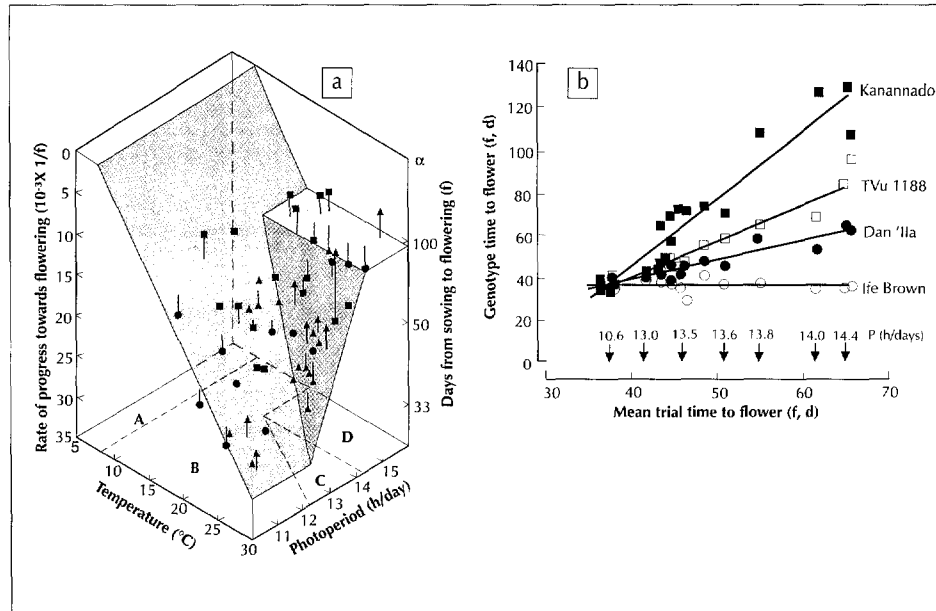 a
Rate of progress towards flowering (10⁻³X 1/f)
0
5
10
15
20
25
30
35
α
100
50
33
Days from sowing to flowering (f)
A
B
C
D
5
10
15
20
25
30
Temperature (°C)
11
12
13
14
15
Photoperiod (h/day)
b
Genotype time to flower (f, d)
140
120
100
80
60
40
20
0
Kanannado
TVu 1188
Dan 'Ila
Ife Brown
10.6 13.0 13.5 13.6 13.8 14.0 14.4 P (h/days)
30 40 50 60 70
Mean trial time to flower (f, d)